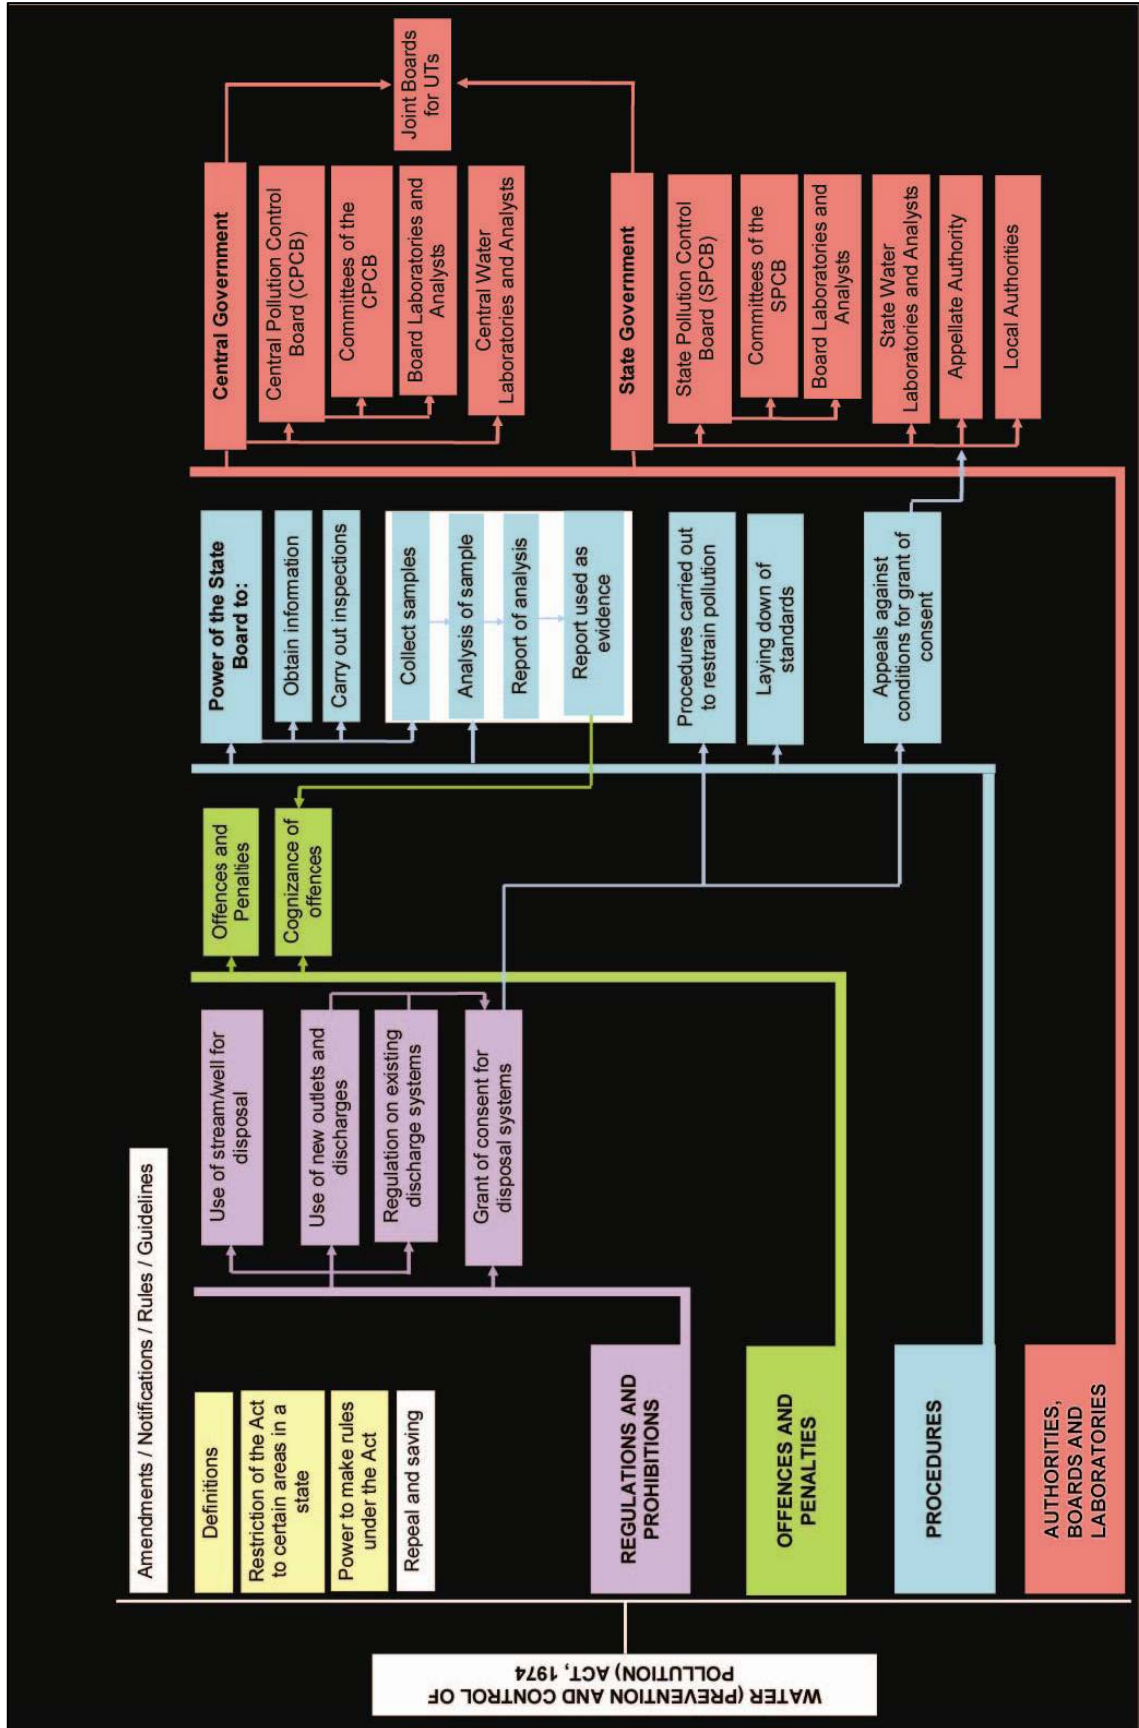 WATER (PREVENTION AND CONTROL OF
POLLUTION) ACT, 1974
Amendments / Notifications / Rules / Guidelines
Definitions
Restriction of the Act
to certain areas in a
state
Power to make rules
under the Act
Repeal and saving
REGULATIONS AND
PROHIBITIONS
OFFENCES AND
PENALTIES
PROCEDURES
AUTHORITIES,
BOARDS AND
LABORATORIES
Use of stream/well for
disposal
Use of new outlets and
discharges
Regulation on existing
discharge systems
Grant of consent for
disposal systems
Offences and
Penalties
Cognizance of
offences
Power of the State
Board to:
Obtain information
Carry out inspections
Collect samples
Analysis of sample
Report of analysis
Report used as
evidence
Procedures carried out
to restrain pollution
Laying down of
standards
Appeals against
conditions for grant of
consent
Central Government
Central Pollution Control
Board (CPCB)
Committees of the
CPCB
Board Laboratories and
Analysts
Central Water
Laboratories and Analysts
Joint Boards
for UTs
State Government
State Pollution Control
Board (SPCB)
Committees of the
SPCB
Board Laboratories and
Analysts
State Water
Laboratories and Analysts
Appellate Authority
Local Authorities